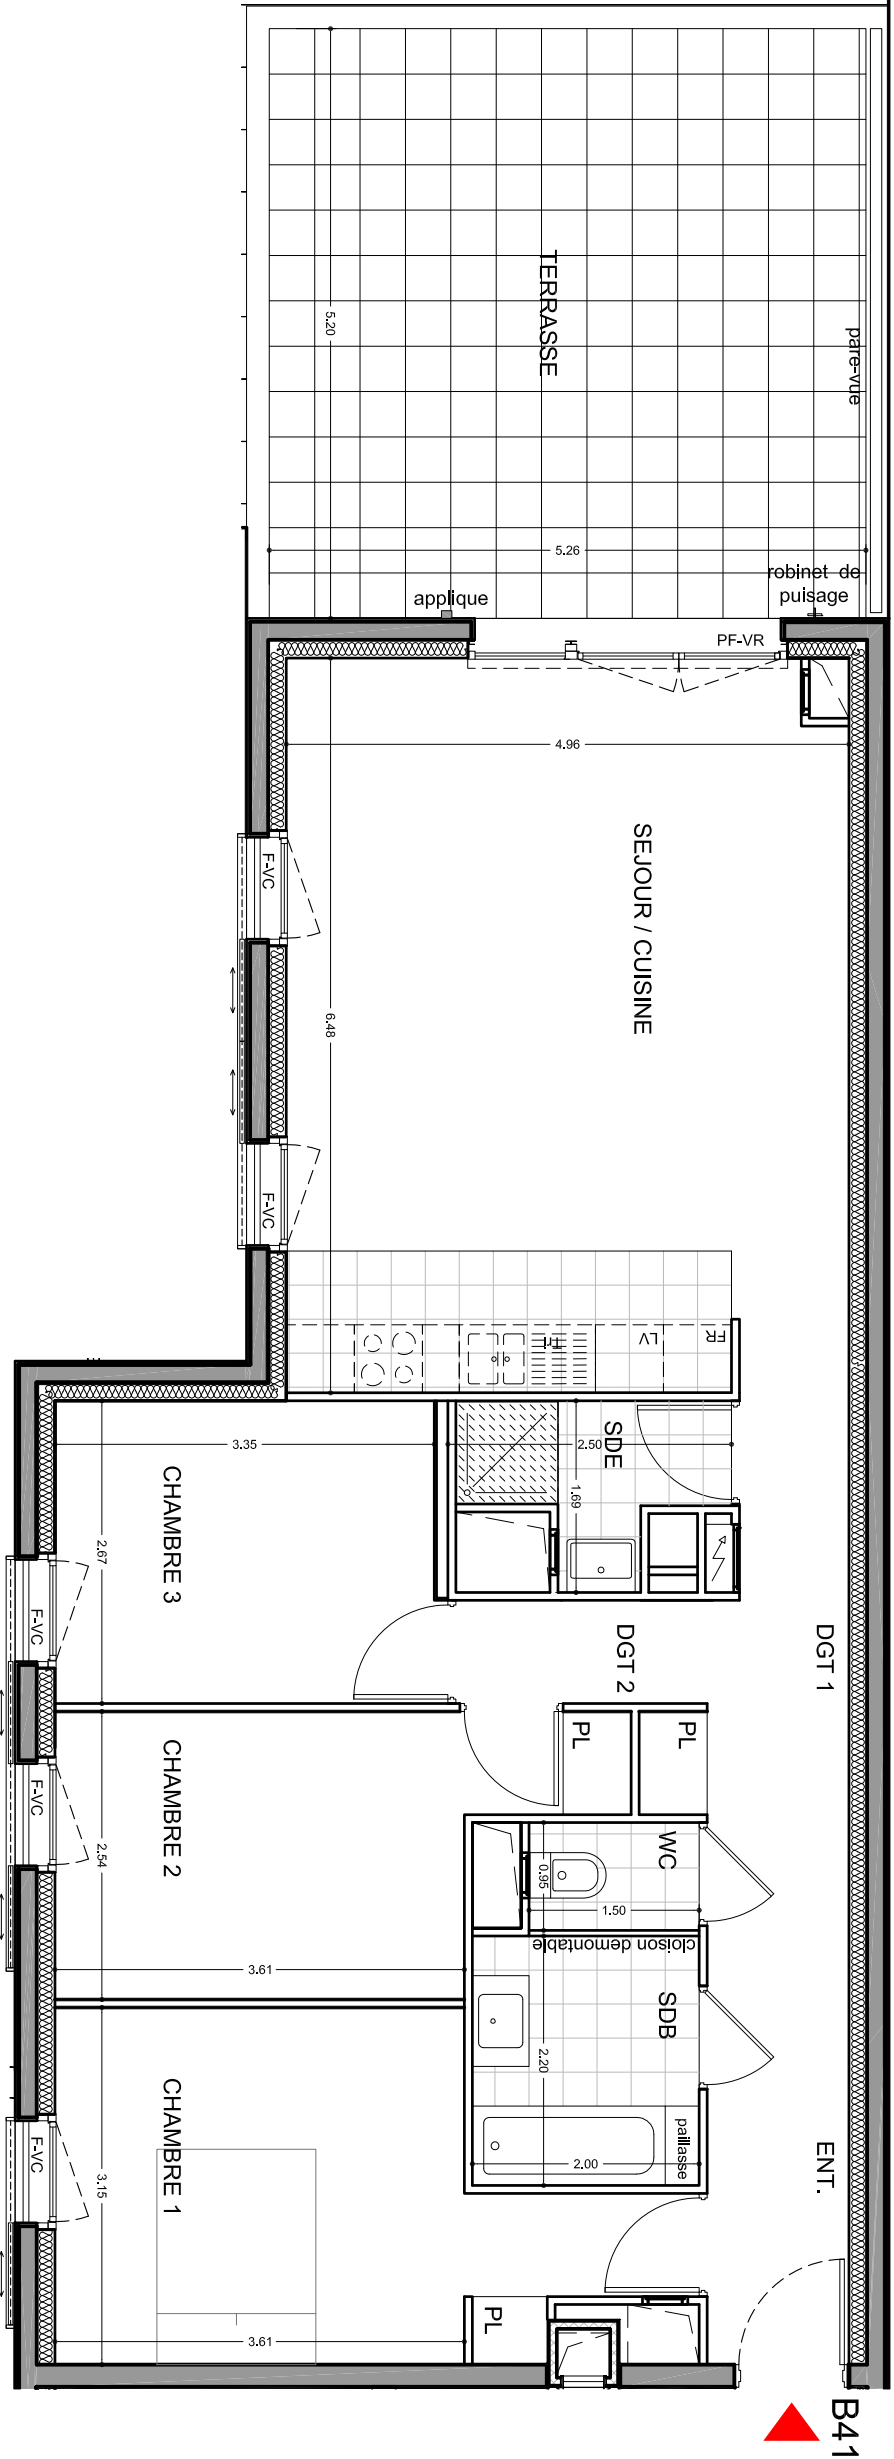 TERRASSE
pare-vue
5.20
5.26
robinet de
puisage
applique
PF-VR
4.96
SEJOUR / CUISINE
F-VC
6.48
F-VC
FR
LV
EI
SDE
2.50
3.35
1.69
CHAMBRE 3
2.67
F-VC
DGT 1
DGT 2
PL
PL
CHAMBRE 2
F-VC
2.54
WC
0.95
1.50
cloison démontable
3.61
SDB
2.20
paillasse
2.00
ENT.
CHAMBRE 1
F-VC
3.15
PL
3.61
B41